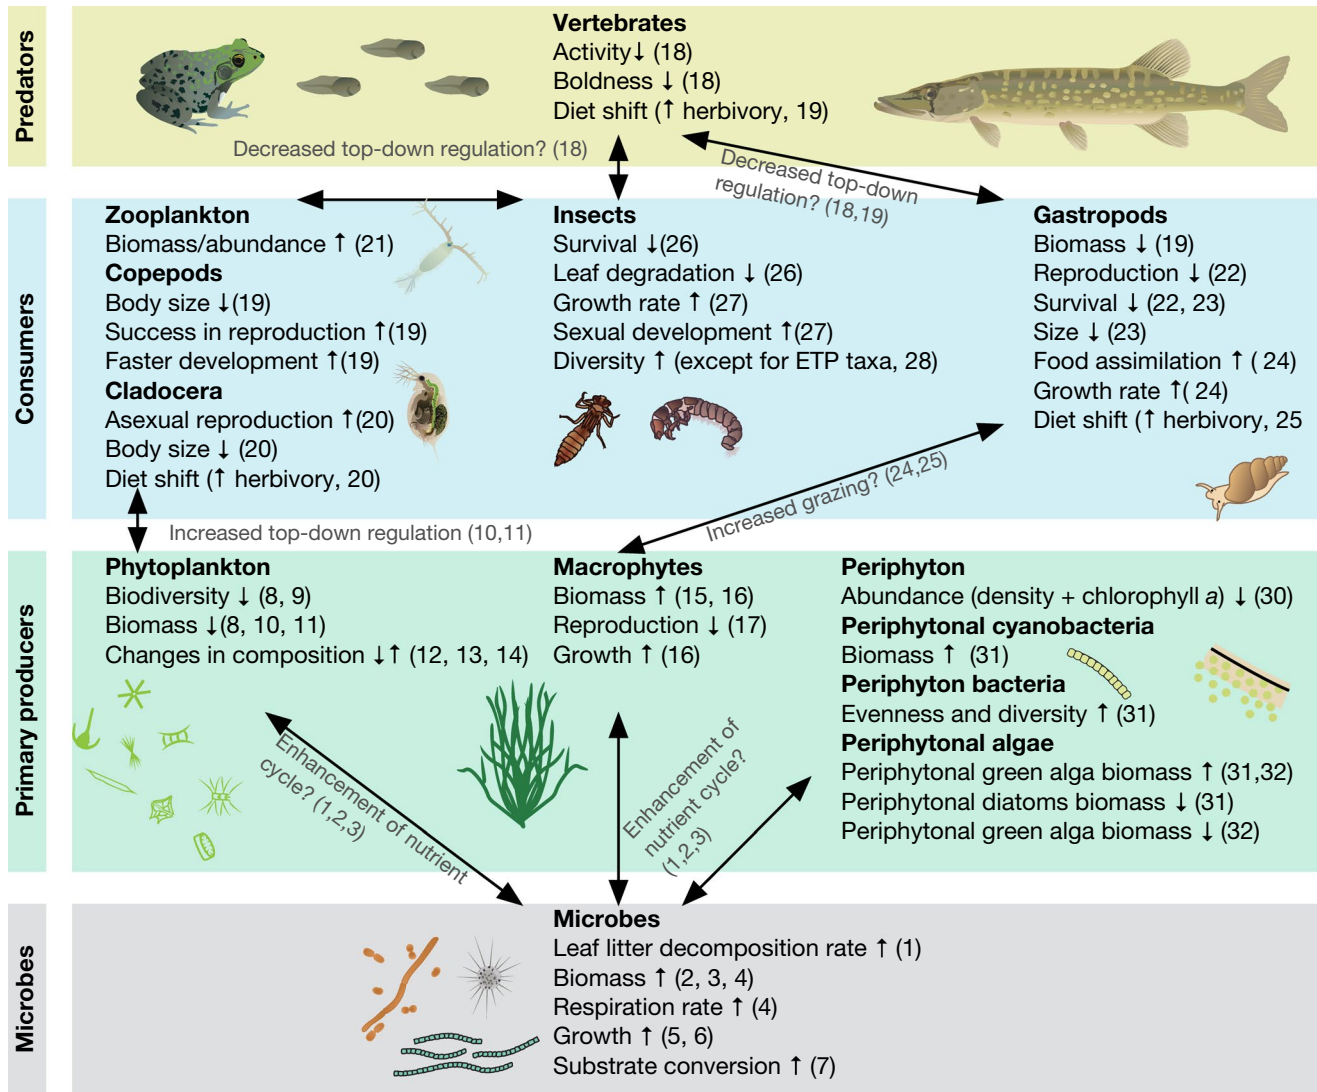 Predators
Vertebrates
Activity↓ (18)
Boldness ↓ (18)
Diet shift (↑ herbivory, 19)
Decreased top-down regulation? (18)
Decreased top-down
regulation? (18,19)
Consumers
Zooplankton
Biomass/abundance ↑ (21)
Copepods
Body size ↓(19)
Success in reproduction ↑(19)
Faster development ↑(19)
Cladocera
Asexual reproduction ↑(20)
Body size ↓ (20)
Diet shift (↑ herbivory, 20)
Insects
Survival ↓(26)
Leaf degradation ↓ (26)
Growth rate ↑ (27)
Sexual development ↑(27)
Diversity ↑ (except for ETP taxa, 28)
Gastropods
Biomass ↓ (19)
Reproduction ↓ (22)
Survival ↓ (22, 23)
Size ↓ (23)
Food assimilation ↑ ( 24)
Growth rate ↑( 24)
Diet shift (↑ herbivory, 25
Increased top-down regulation (10,11)
Increased grazing? (24,25)
Primary producers
Phytoplankton
Biodiversity ↓ (8, 9)
Biomass ↓(8, 10, 11)
Changes in composition ↓↑ (12, 13, 14)
Macrophytes
Biomass ↑ (15, 16)
Reproduction ↓ (17)
Growth ↑ (16)
Periphyton
Abundance (density + chlorophyll a) ↓ (30)
Periphytonal cyanobacteria
Biomass ↑ (31)
Periphyton bacteria
Evenness and diversity ↑ (31)
Periphytonal algae
Periphytonal green alga biomass ↑ (31,32)
Periphytonal diatoms biomass ↓ (31)
Periphytonal green alga biomass ↓ (32)
Enhancement of nutrient
cycle? (1,2,3)
Enhancement of
nutrient cycle?
(1,2,3)
Microbes
Microbes
Leaf litter decomposition rate ↑ (1)
Biomass ↑ (2, 3, 4)
Respiration rate ↑ (4)
Growth ↑ (5, 6)
Substrate conversion ↑ (7)